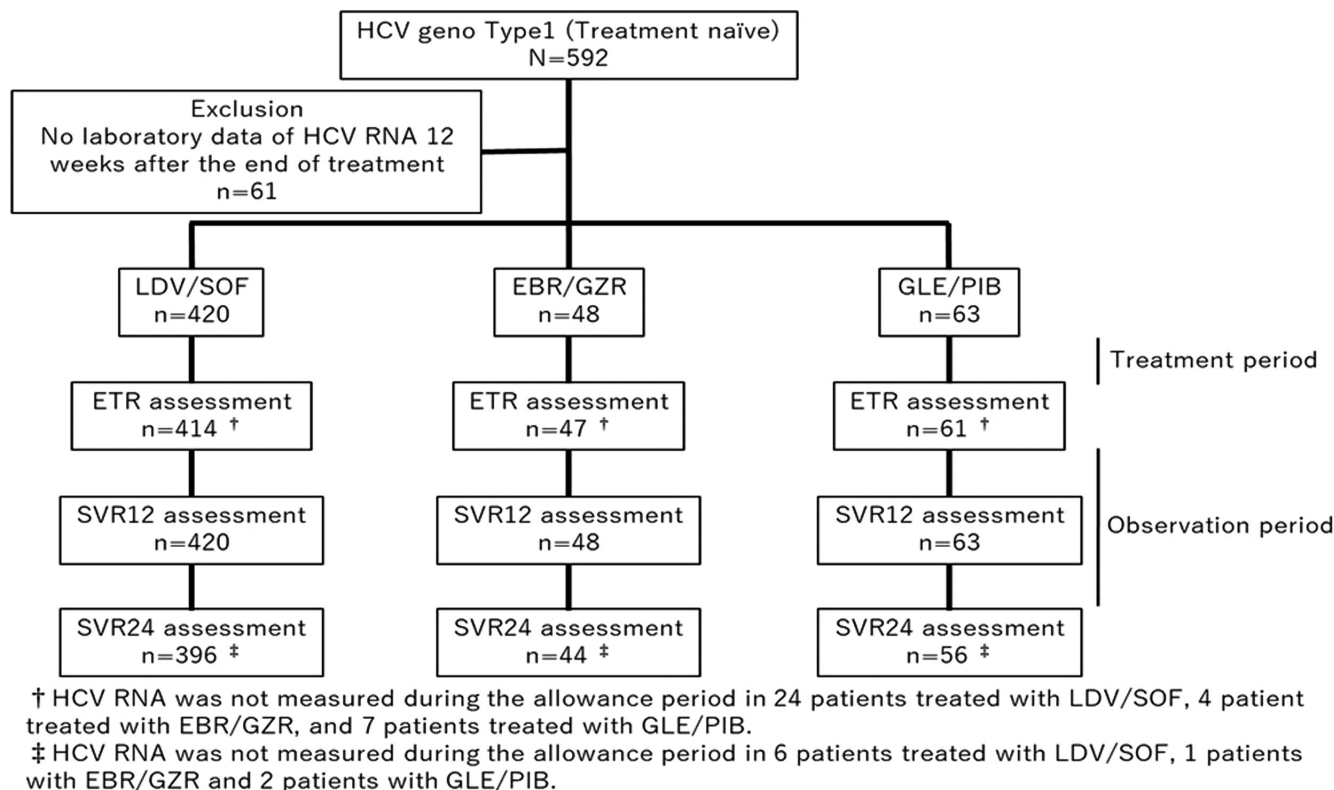 HCV geno Type1 (Treatment naïve)
N=592
Exclusion
No laboratory data of HCV RNA 12
weeks after the end of treatment
n=61
LDV/SOF
n=420
EBR/GZR
n=48
GLE/PIB
n=63
Treatment period
ETR assessment
n=414 †
ETR assessment
n=47 †
ETR assessment
n=61 †
SVR12 assessment
n=420
SVR12 assessment
n=48
SVR12 assessment
n=63
Observation period
SVR24 assessment
n=396 ‡
SVR24 assessment
n=44 ‡
SVR24 assessment
n=56 ‡
† HCV RNA was not measured during the allowance period in 24 patients treated with LDV/SOF, 4 patient
treated with EBR/GZR, and 7 patients treated with GLE/PIB.
‡ HCV RNA was not measured during the allowance period in 6 patients treated with LDV/SOF, 1 patients
with EBR/GZR and 2 patients with GLE/PIB.